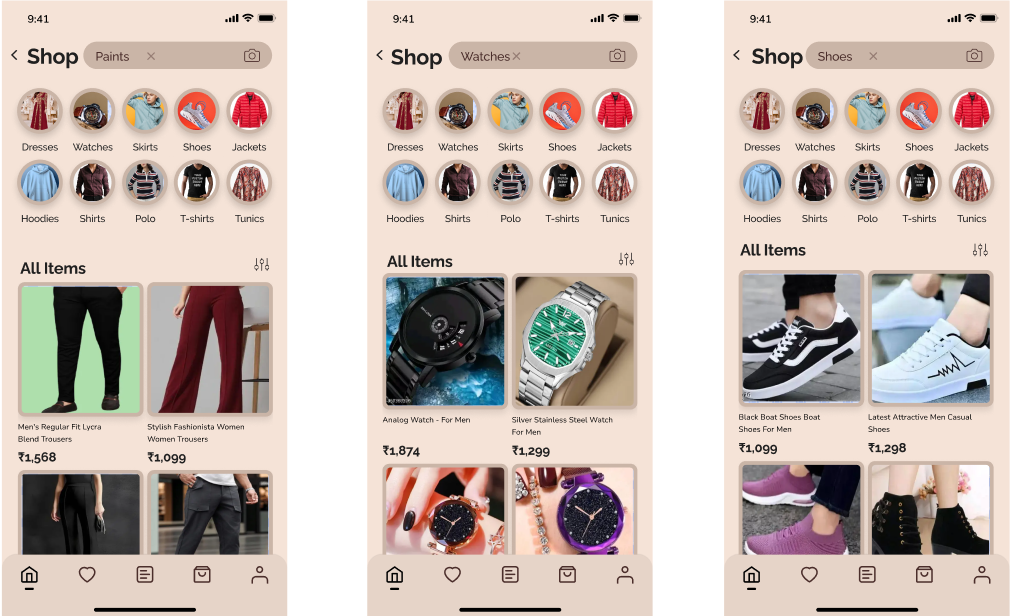 9:41
Shop
Paints
Dresses Watches Skirts Shoes Jackets
Hoodies Shirts Polo T-shirts Tunics
All Items
Men's Regular Fit Lycra
Blend Trousers
₹1,568
Stylish Fashionista Women
Women Trousers
₹1,099
9:41
Shop
Watches
Dresses Watches Skirts Shoes Jackets
Hoodies Shirts Polo T-shirts Tunics
All Items
Analog Watch - For Men
₹1,874
Silver Stainless Steel Watch
For Men
₹1,299
9:41
Shop
Shoes
Dresses Watches Skirts Shoes Jackets
Hoodies Shirts Polo T-shirts Tunics
All Items
Black Boat Shoes Boat
Shoes For Men
₹1,099
Latest Attractive Men Casual
Shoes
₹1,298